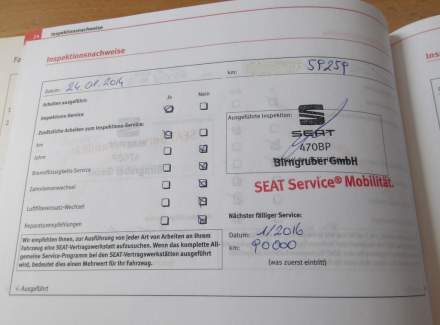 24 Inspektionsnachweise
Inspektionsnachweise
Datum: 24.01.2014 km: 59259
Ja Nein
Arbeiten ausgeführt
Inspektions-Service
Zusätzliche Arbeiten zum Inspektions-Service:
km
Jahre
Bremsflüssigkeits-Service
Zahnriemenwechsel
Luftfiltereinsatz-Wechsel
Reparaturempfehlungen
Ausgeführte Inspektion:
SEAT
470BP
Birngruber GmbH
SEAT Service® Mobilität.
Nächster fälliger Service:
Datum: 1/2016
km: 90000
(was zuerst eintritt)
Wir empfehlen Ihnen, zur Ausführung von jeder Art von Arbeiten an Ihrem
Fahrzeug eine SEAT-Vertragswerkstatt aufzusuchen. Wenn das komplette All-
gemeine Service-Programm bei den SEAT-Vertragswerkstätten ausgeführt
wird, bedeutet dies einen Mehrwert für Ihr Fahrzeug.
Ausgeführt
Ins